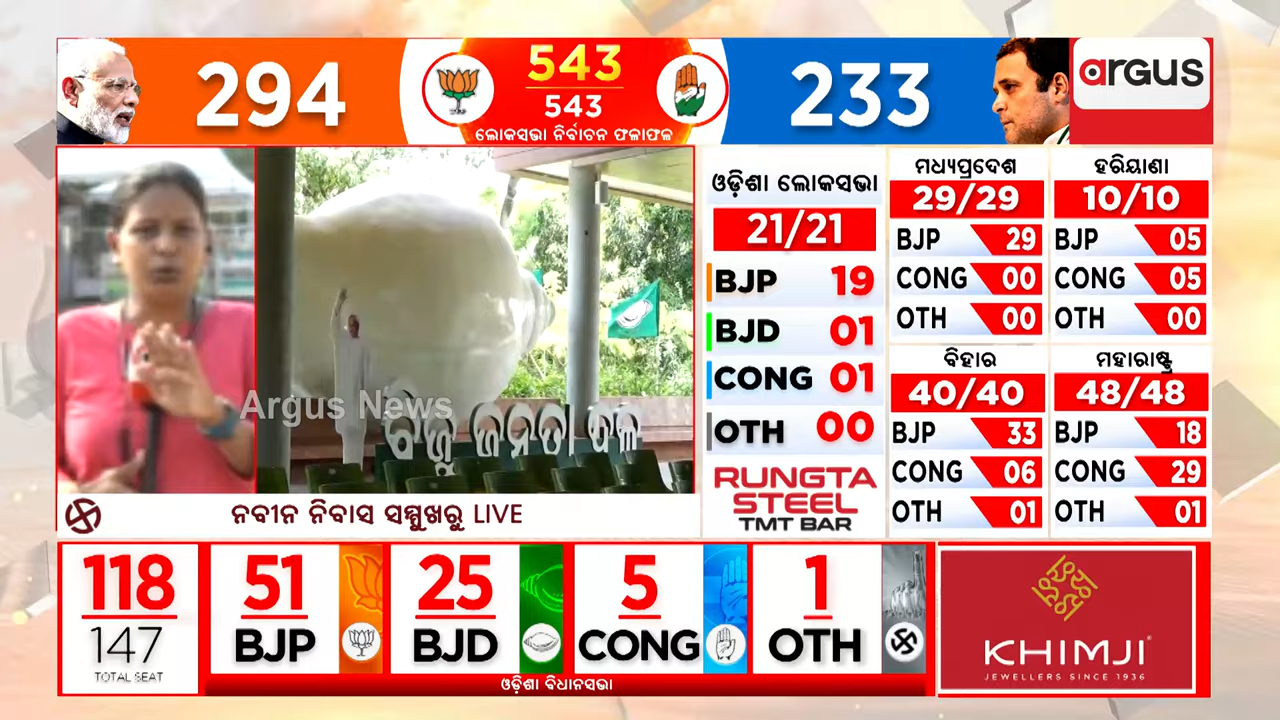 294
543
543
ଲୋକସଭା ନିର୍ବାଚନ ଫଳାଫଳ
233
argus
Argus News
ବିଜୁ ଜନତା ଦଳ
ନବୀନ ନିବାସ ସମ୍ମୁଖରୁ LIVE
ଓଡ଼ିଶା ଲୋକସଭା
21/21
BJP 19
BJD 01
CONG 01
OTH 00
RUNGTA
STEEL
TMT BAR
ମଧ୍ୟପ୍ରଦେଶ
29/29
BJP 29
CONG 00
OTH 00
ହରିୟାଣା
10/10
BJP 05
CONG 05
OTH 00
ବିହାର
40/40
BJP 33
CONG 06
OTH 01
ମହାରାଷ୍ଟ୍ର
48/48
BJP 18
CONG 29
OTH 01
118
147
TOTAL SEAT
51
BJP
25
BJD
5
CONG
1
OTH
ଓଡ଼ିଶା ବିଧାନସଭା
KHIMJI
JEWELLERS SINCE 1936